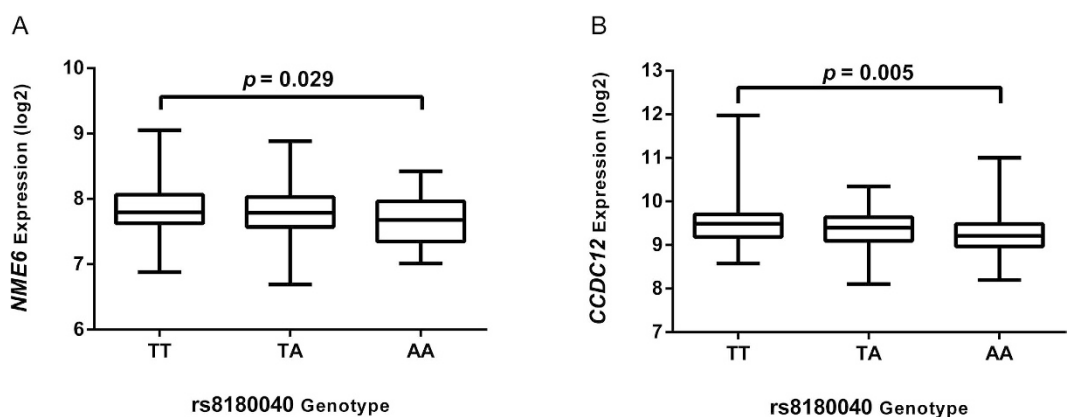 A
NME6 Expression (log2)
10
9
8
7
6
p = 0.029
TT TA AA
rs8180040 Genotype
B
CCDC12 Expression (log2)
13
12
11
10
9
8
7
p = 0.005
TT TA AA
rs8180040 Genotype